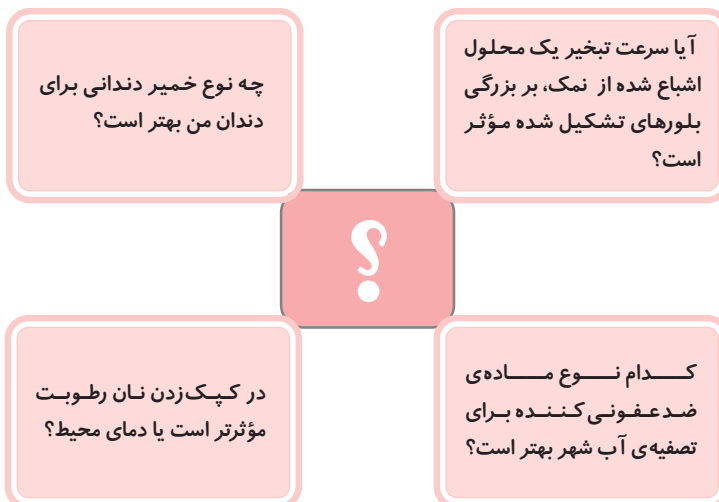 آیا سرعت تبخیر یک محلول
اشباع شده از نمک، بر بزرگی
بلورهای تشکیل شده مؤثر
است؟
چه نوع خمیر دندانی برای
دندان من بهتر است؟
؟
کدام نوع ماده‌ی
ضدعفونی‌کننده برای
تصفیه‌ی آب شهر بهتر است؟
در کپک‌زدن نان رطوبت
مؤثرتر است یا دمای محیط؟